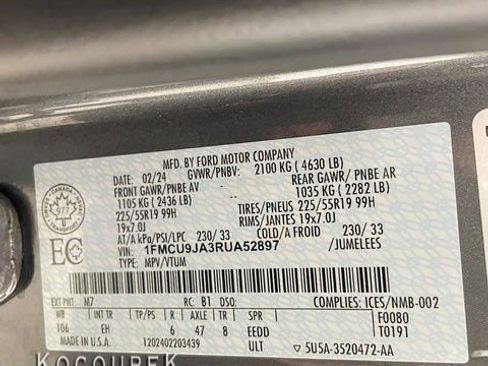 MFD. BY FORD MOTOR COMPANY
DATE: 02/24 GVWR/PNBV: 2100 KG ( 4630 LB)
FRONT GAWR/PNBE AV REAR GAWR / PNBE AR
1105 KG ( 2436 LB) 1035 KG ( 2282 LB)
225/55R19 99H TIRES/PNEUS 225/55R19 99H
19x7.0J RIMS/JANTES 19x7.0J
AT/A kPa/PSI/LPC 230/ 33 COLD/A FROID 230/ 33
VIN: 1FMCU9JA3RUA52897 /JUMELEES
TYPE: MPV/VTUM
CANADA
EC
EXT PNT: M7 RC: B1 DSO: COMPLIES: ICES/NMB-002
WB INT TR TP/PS R AXLE TR SPR F0080
106 EH 6 47 8 EEDD T0191
1202402203439 ULT 5U5A-3520472-AA
MADE IN U.S.A.
KOCOUREK